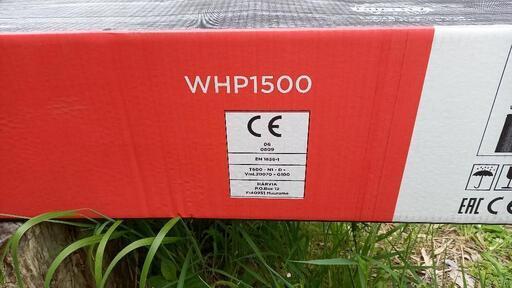 WHP1500
CE
06
0809
EN 1856-1
T600 - N1 - D -
Vm-L20070 - G100
HARVIA
P.O.Box 12
FI-40951 Muurame
EAC CE